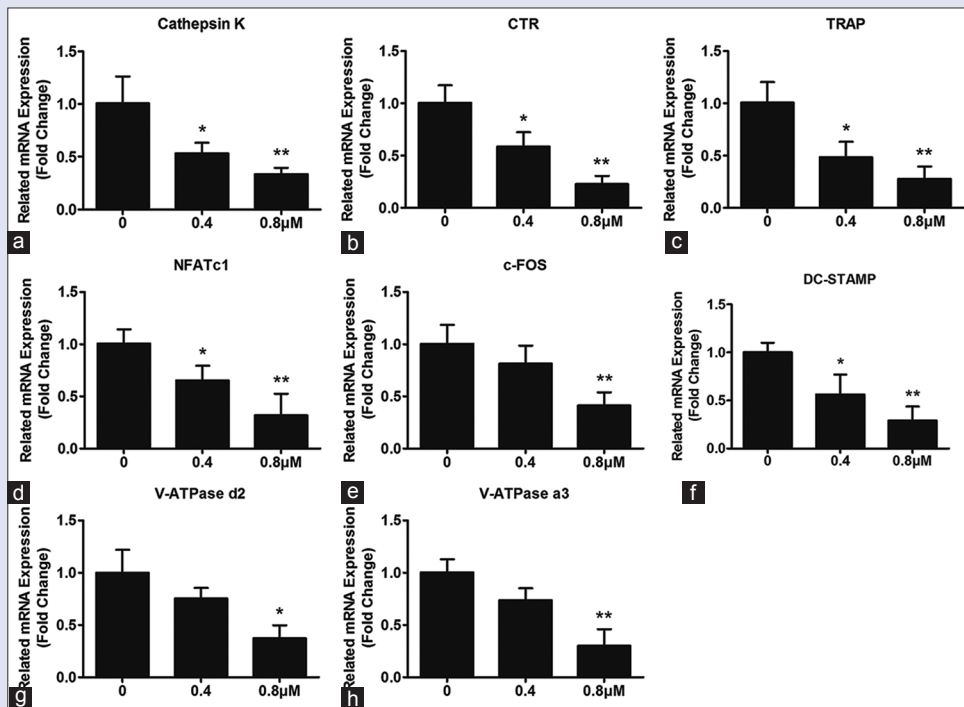 Cathepsin K
Related mRNA Expression
(Fold Change)
1.5
1.0
0.5
0.0
*
**
0 0.4 0.8µM
a
CTR
Related mRNA Expression
(Fold Change)
1.5
1.0
0.5
0.0
*
**
0 0.4 0.8µM
b
TRAP
Related mRNA Expression
(Fold Change)
1.5
1.0
0.5
0.0
*
**
0 0.4 0.8µM
c
NFATc1
Related mRNA Expression
(Fold Change)
1.5
1.0
0.5
0.0
*
**
0 0.4 0.8µM
d
c-FOS
Related mRNA Expression
(Fold Change)
1.5
1.0
0.5
0.0
**
0 0.4 0.8µM
e
DC-STAMP
Related mRNA Expression
(Fold Change)
1.5
1.0
0.5
0.0
*
**
0 0.4 0.8µM
f
V-ATPase d2
Related mRNA Expression
(Fold Change)
1.5
1.0
0.5
0.0
*
0 0.4 0.8µM
g
V-ATPase a3
Related mRNA Expression
(Fold Change)
1.5
1.0
0.5
0.0
**
0 0.4 0.8µM
h